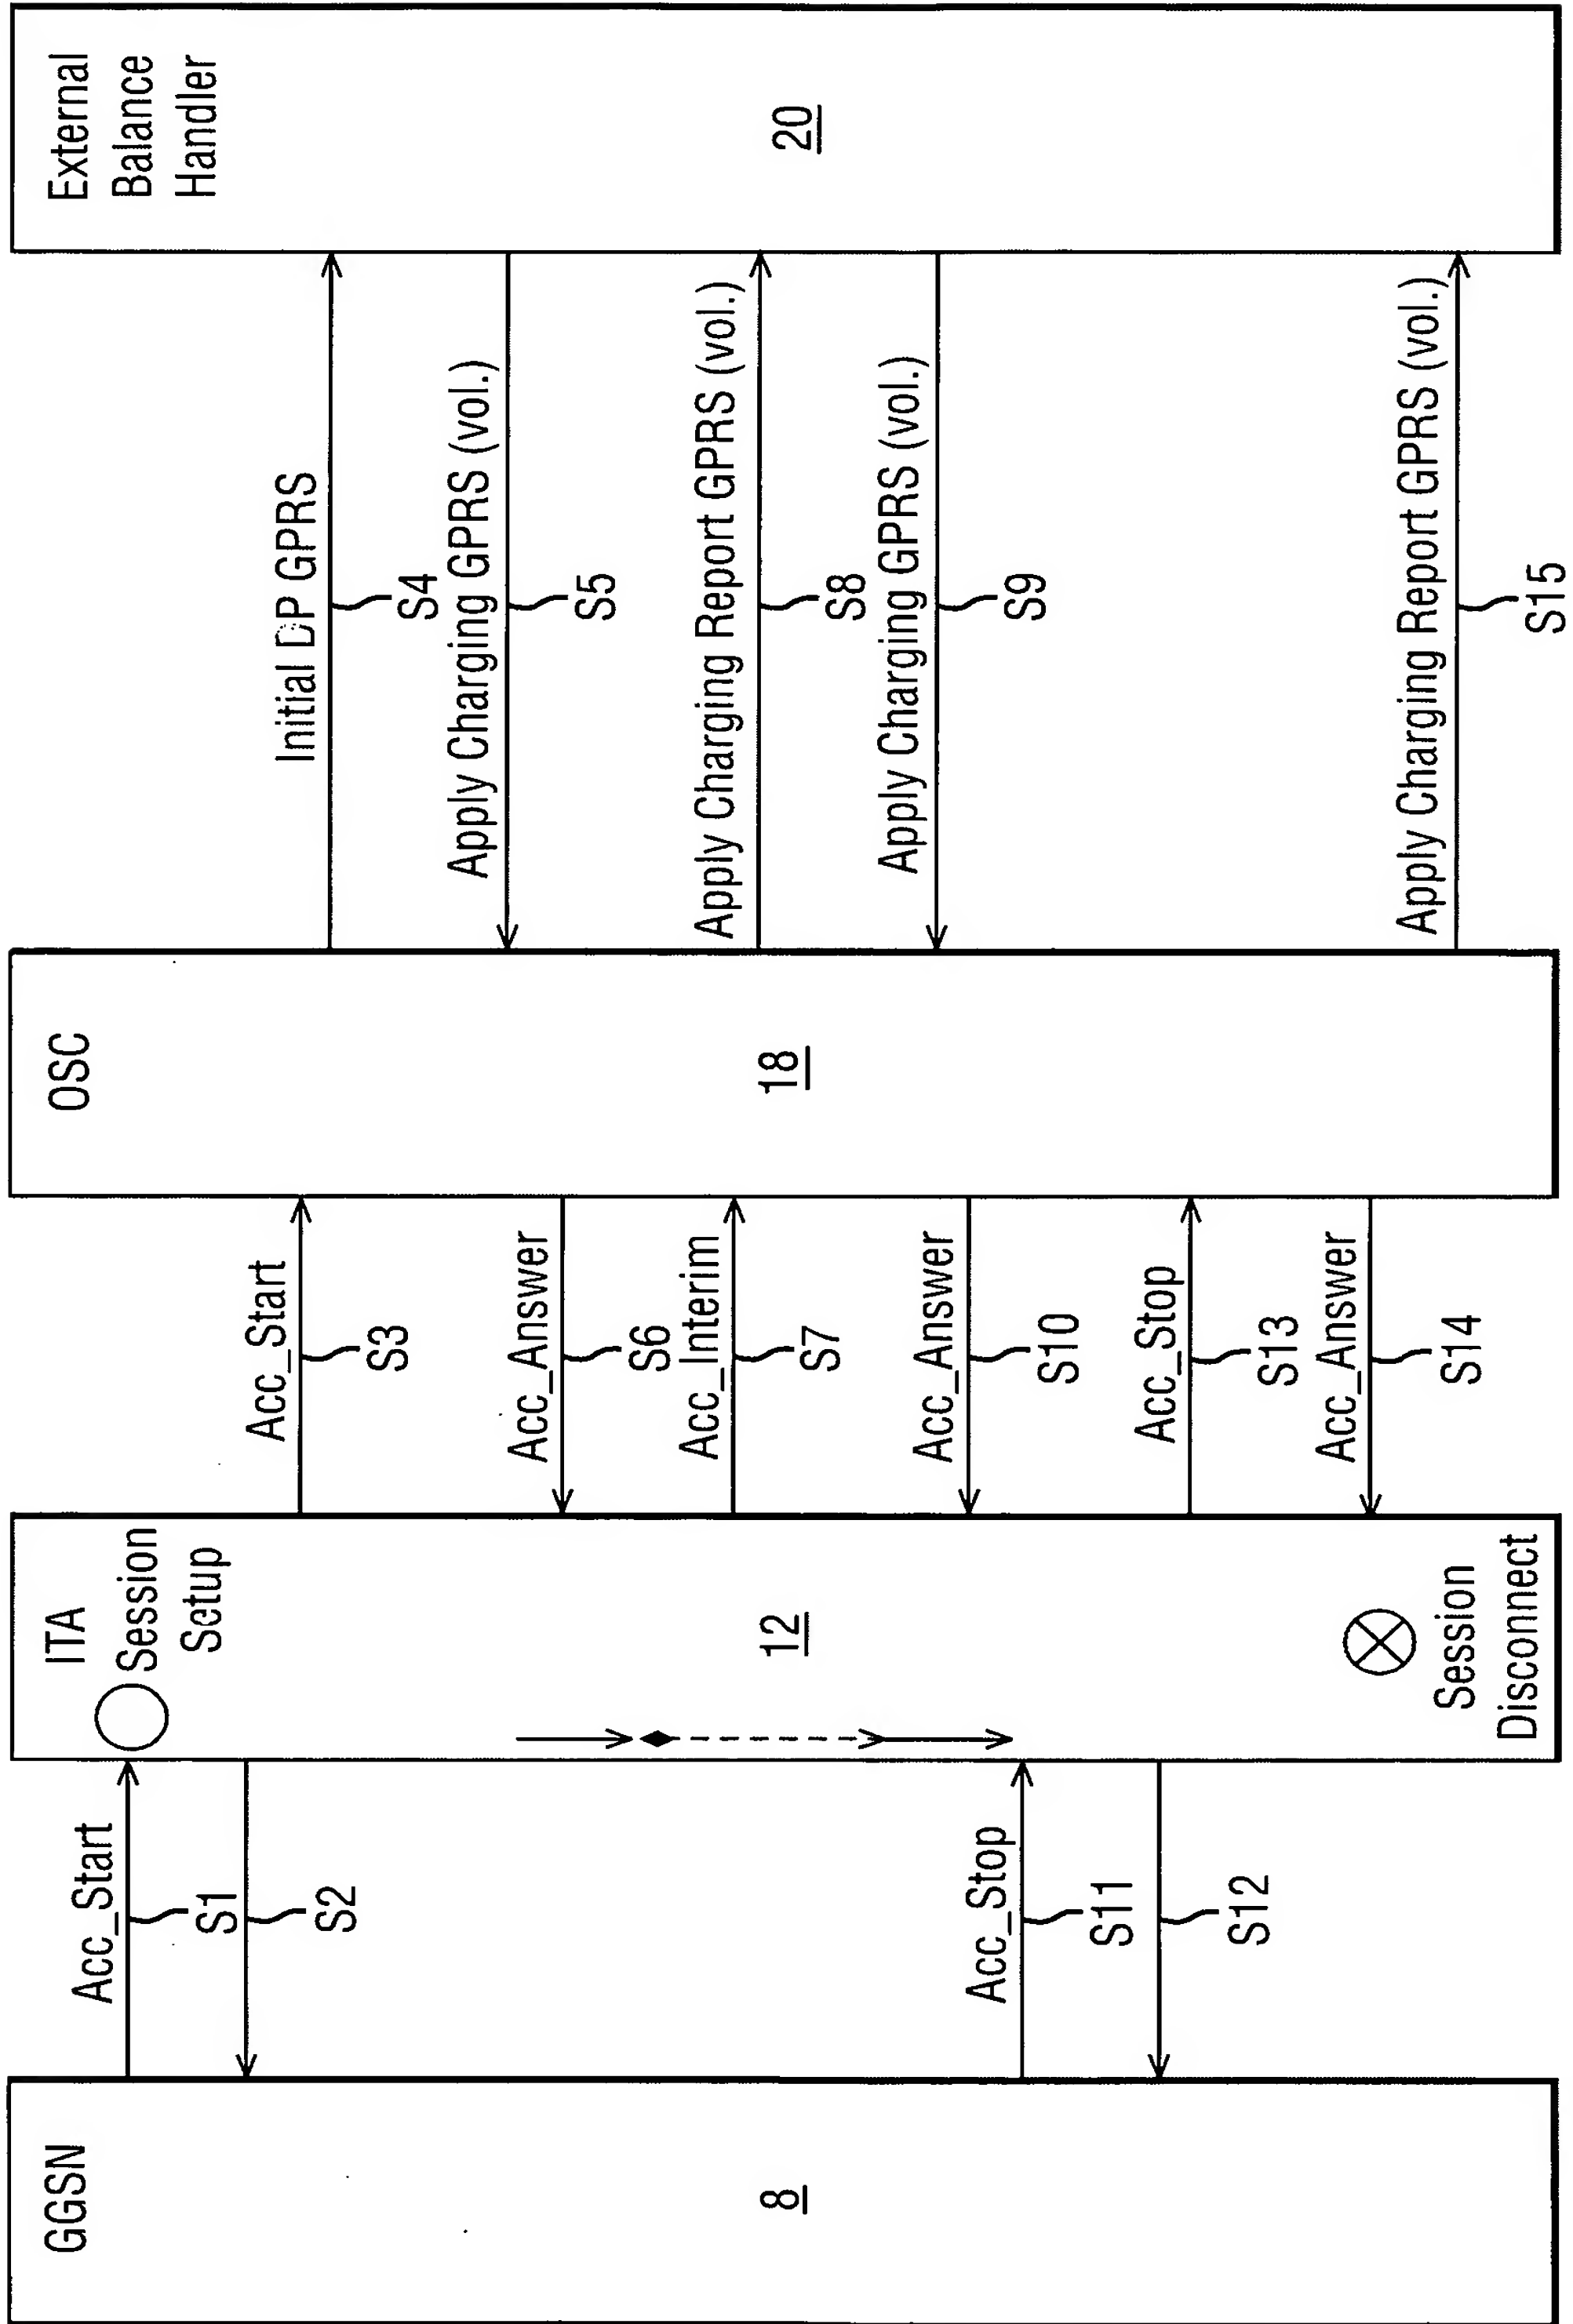 GGSN
8
Acc_Start
S1
S2
Acc_Stop
S11
S12
ITA
Session
Setup
12
Session
Disconnect
Acc_Start
S3
Acc_Answer
S6
Acc_Interim
S7
Acc_Answer
S10
Acc_Stop
S13
Acc_Answer
S14
OSC
18
Initial DP GPRS
S4
Apply Charging GPRS (vol.)
S5
Apply Charging Report GPRS (vol.)
S8
Apply Charging GPRS (vol.)
S9
Apply Charging Report GPRS (vol.)
S15
External
Balance
Handler
20